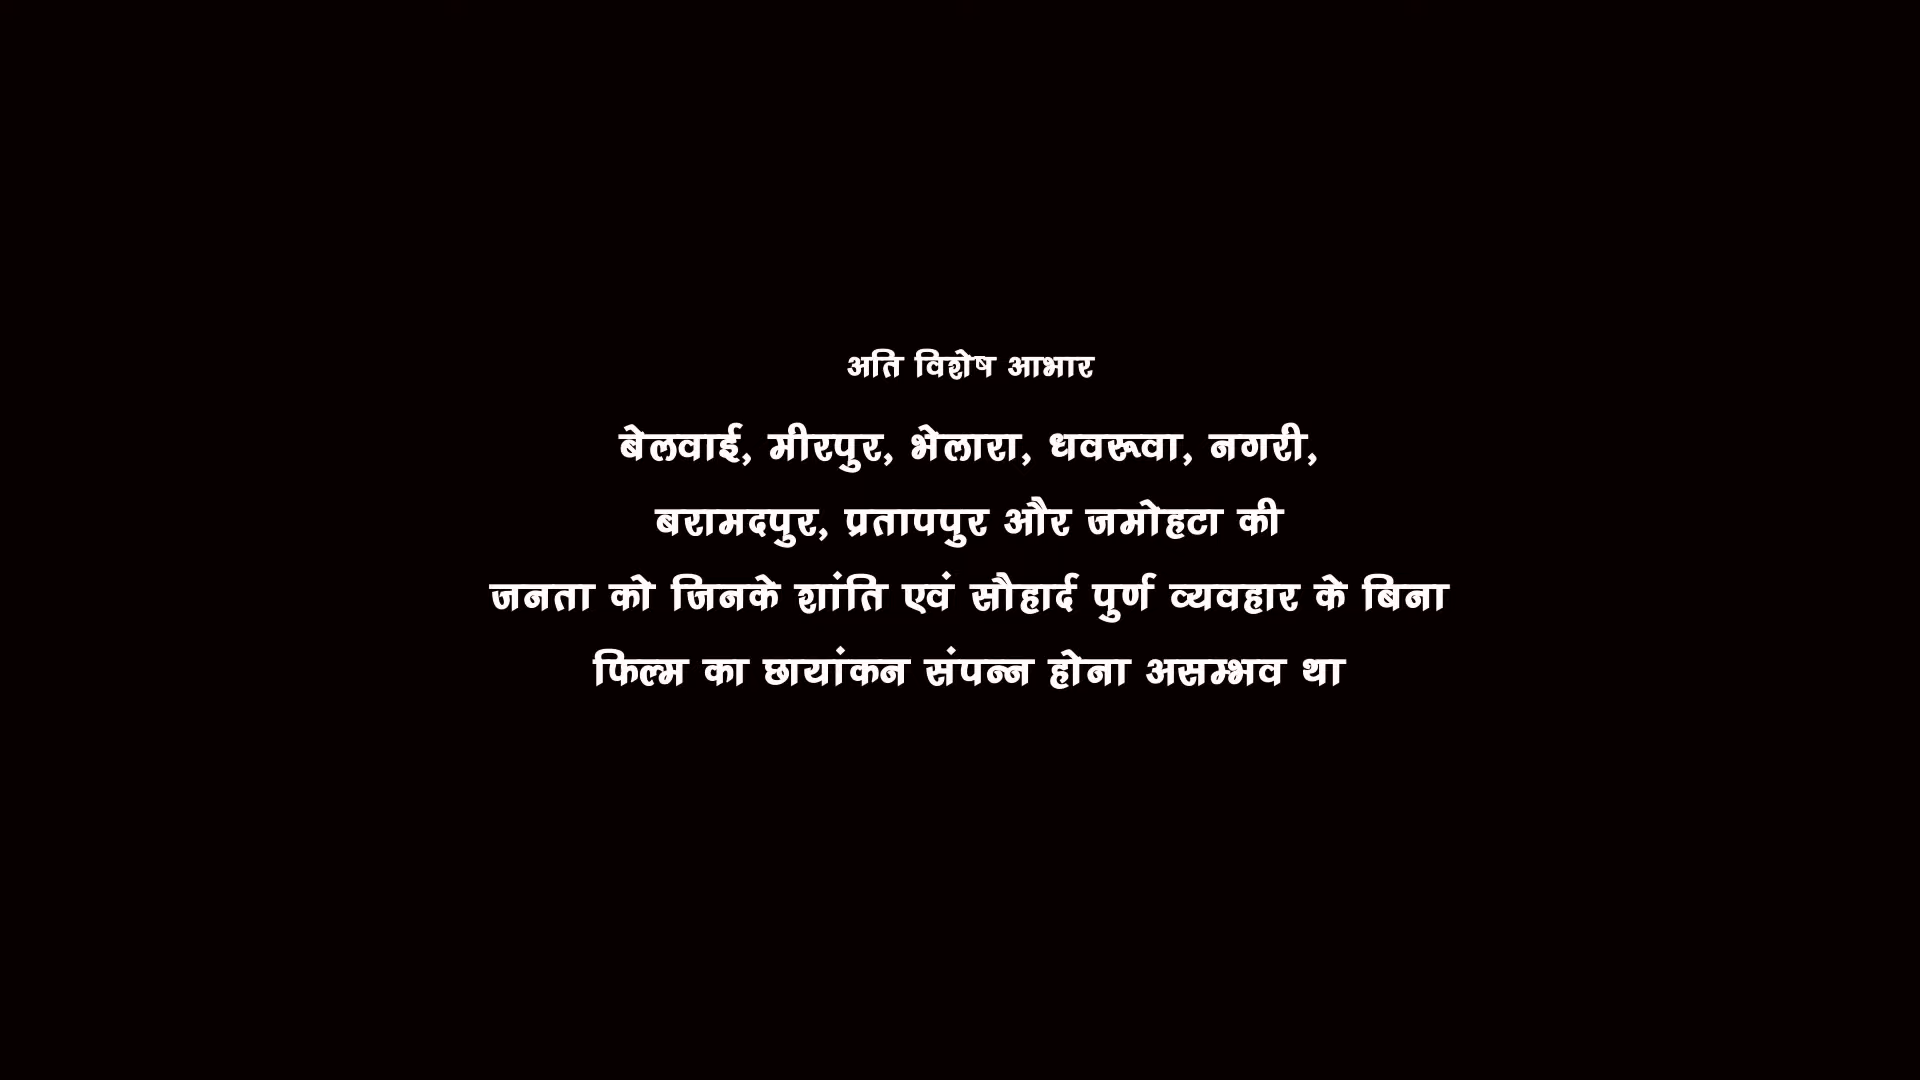 अति विशेष आभार
बेलवाई, मीरपुर, भेलारा, धवरूवा, नगरी,
बरामदपुर, प्रतापपुर और जमोहटा की
जनता को जिनके शांति एवं सौहार्द पुर्ण व्यवहार के बिना
फिल्म का छायांकन संपन्न होना असम्भव था